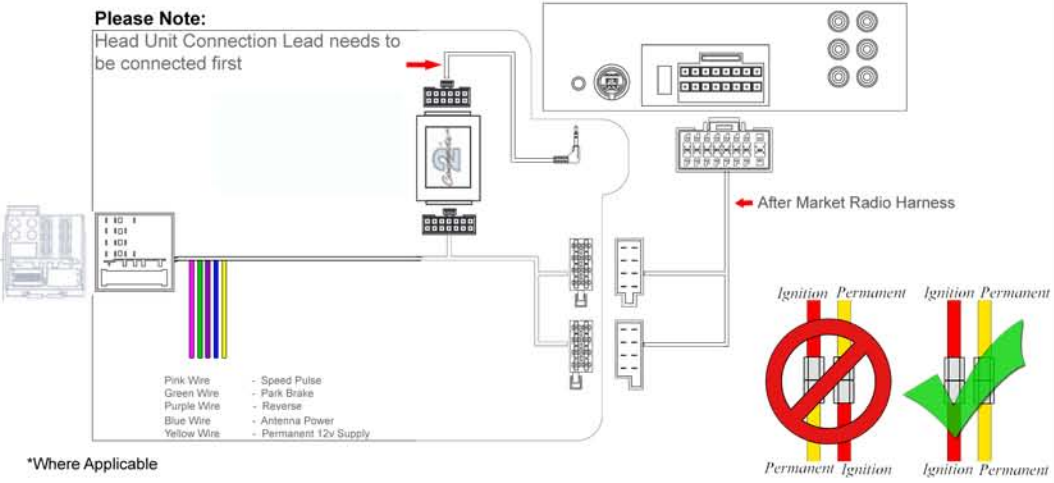 Please Note:
Head Unit Connection Lead needs to
be connected first
After Market Radio Harness
Ignition Permanent Ignition Permanent
Permanent Ignition Ignition Permanent
Pink Wire - Speed Pulse
Green Wire - Park Brake
Purple Wire - Reverse
Blue Wire - Antenna Power
Yellow Wire - Permanent 12v Supply
*Where Applicable